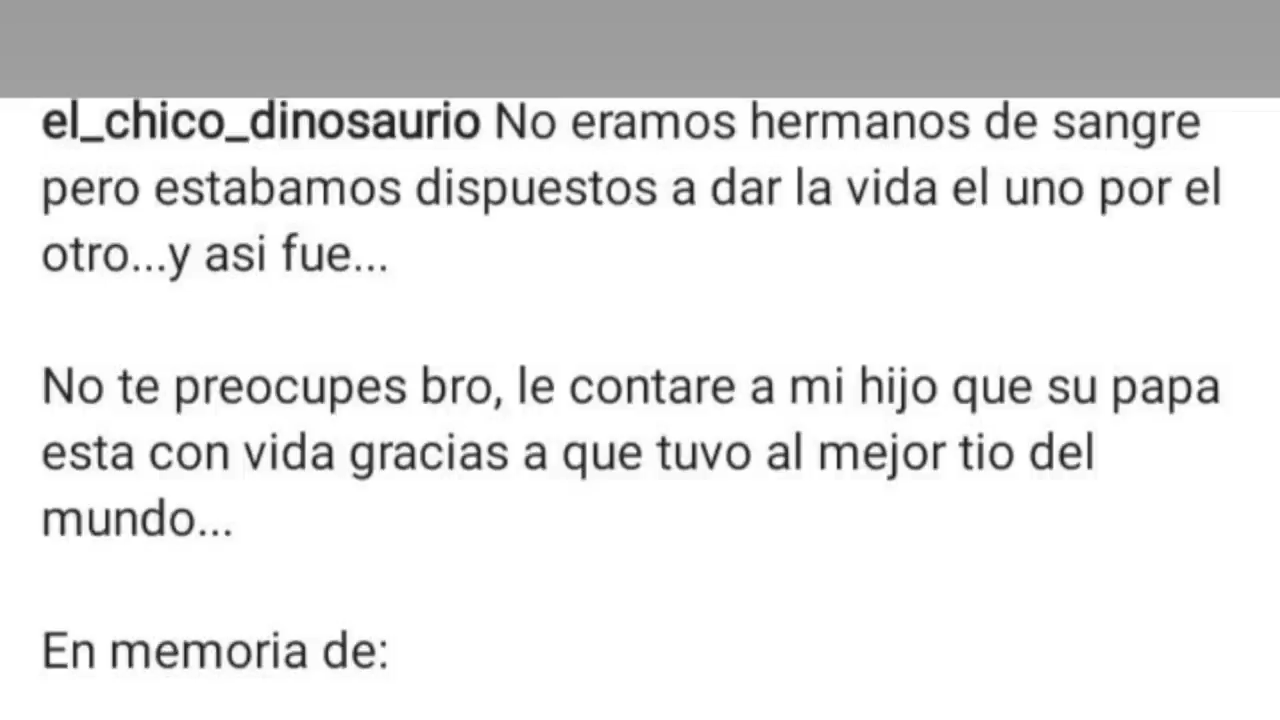 el_chico_dinosaurio No eramos hermanos de sangre
pero estabamos dispuestos a dar la vida el uno por el
otro...y asi fue...
No te preocupes bro, le contare a mi hijo que su papa
esta con vida gracias a que tuvo al mejor tio del
mundo...
En memoria de: